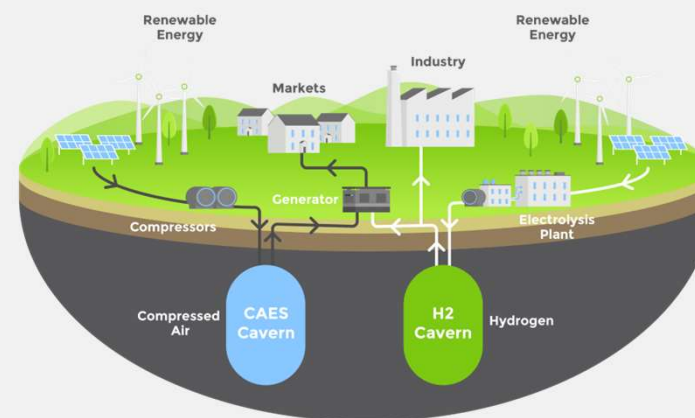 Renewable
Energy
Renewable
Energy
Industry
Markets
Generator
Compressors
Electrolysis
Plant
Compressed
Air
CAES
Cavern
H2
Cavern
Hydrogen